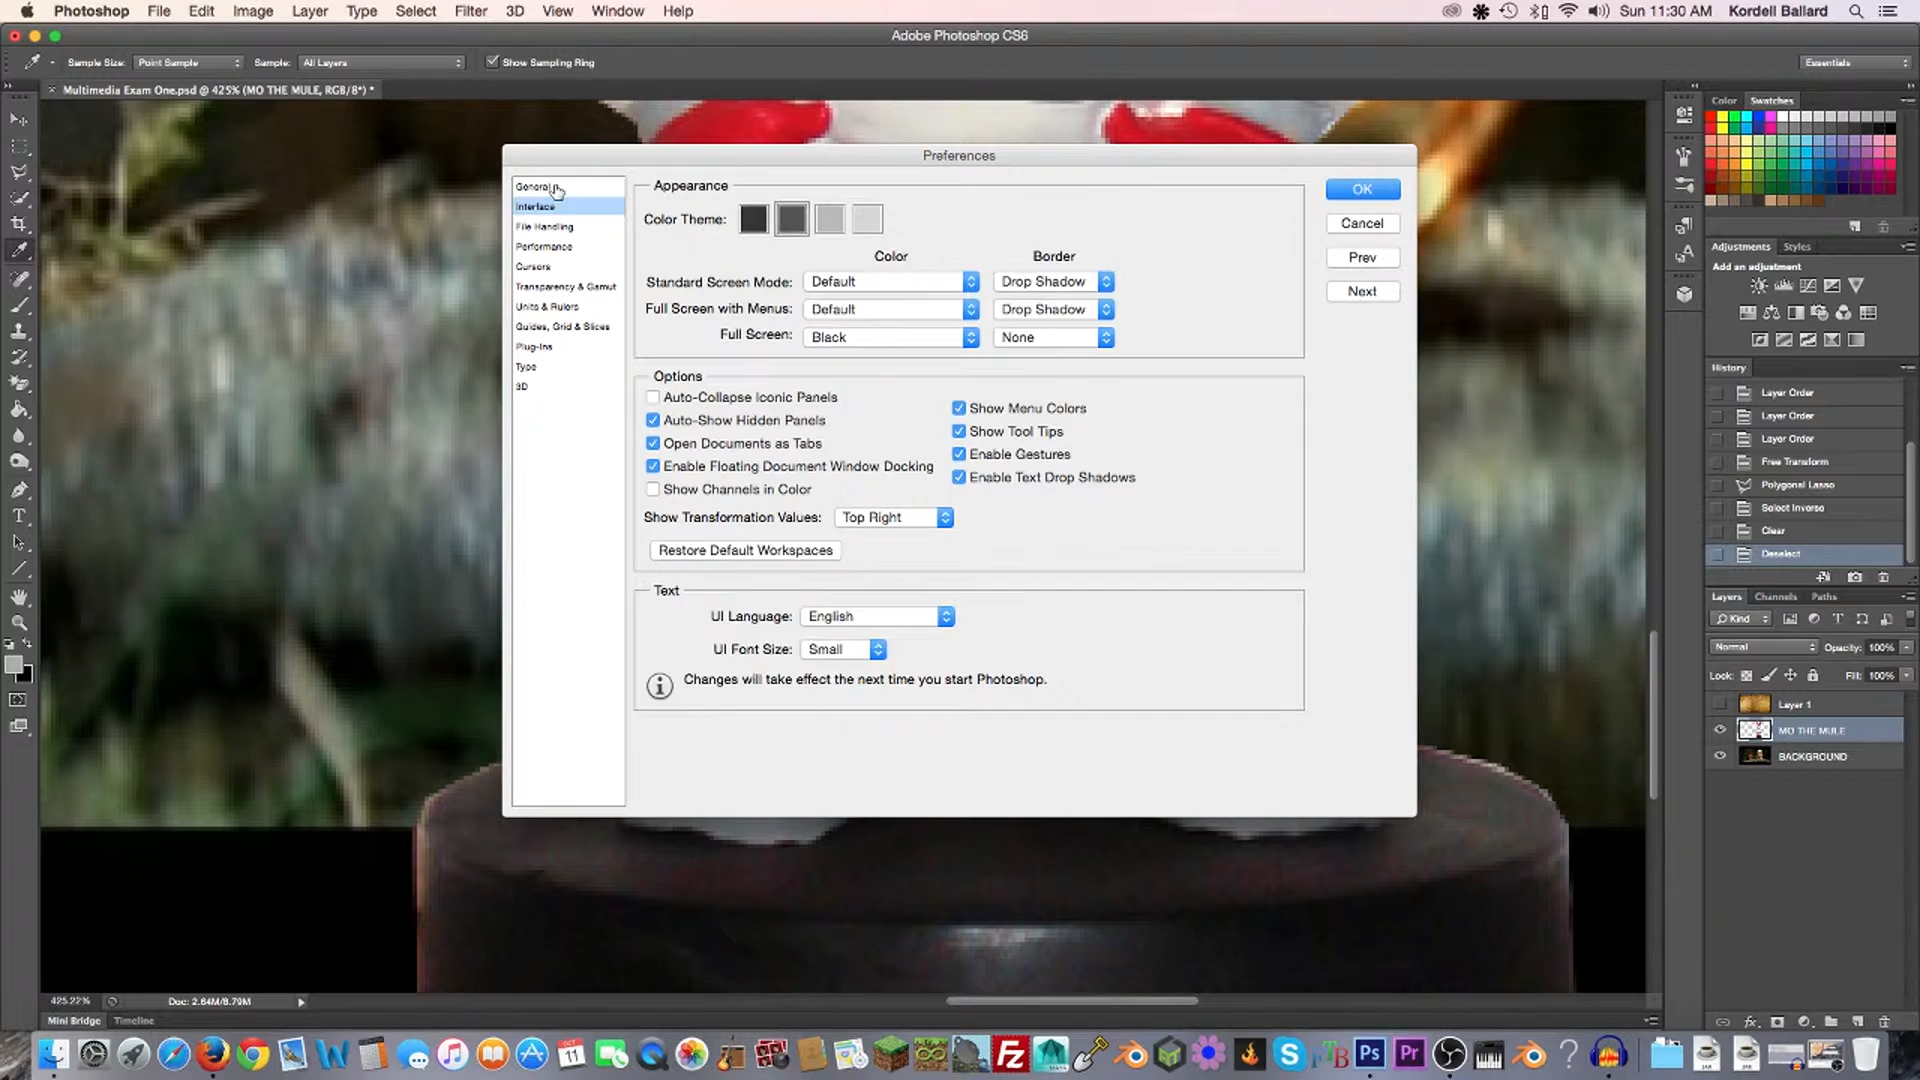 Photoshop File Edit Image Layer Type Select Filter 3D View Window Help Sun 11:30 AM Kordell Ballard
Adobe Photoshop CS6
Sample Size: Point Sample Sample: All Layers Show Sampling Ring Essentials
Multimedia Exam One.psd @ 425% (MO THE MULE, RGB/8*) *
Preferences
General
Interface
File Handling
Performance
Cursors
Transparency & Gamut
Units & Rulers
Guides, Grid & Slices
Plug-Ins
Type
3D
Appearance
Color Theme:
Color Border
Standard Screen Mode: Default Drop Shadow
Full Screen with Menus: Default Drop Shadow
Full Screen: Black None
Options
Auto-Collapse Iconic Panels
Auto-Show Hidden Panels
Open Documents as Tabs
Enable Floating Document Window Docking
Show Channels in Color
Show Menu Colors
Show Tool Tips
Enable Gestures
Enable Text Drop Shadows
Show Transformation Values: Top Right
Restore Default Workspaces
Text
UI Language: English
UI Font Size: Small
Changes will take effect the next time you start Photoshop.
OK
Cancel
Prev
Next
Color Swatches
Adjustments Styles
Add an adjustment
History
Layer Order
Layer Order
Layer Order
Free Transform
Polygonal Lasso
Select Inverse
Clear
Deselect
Layers Channels Paths
Kind
Normal Opacity: 100%
Lock: Fill: 100%
Layer 1
MO THE MULE
BACKGROUND
425.22% Doc: 2.64M/8.79M
Mini Bridge Timeline